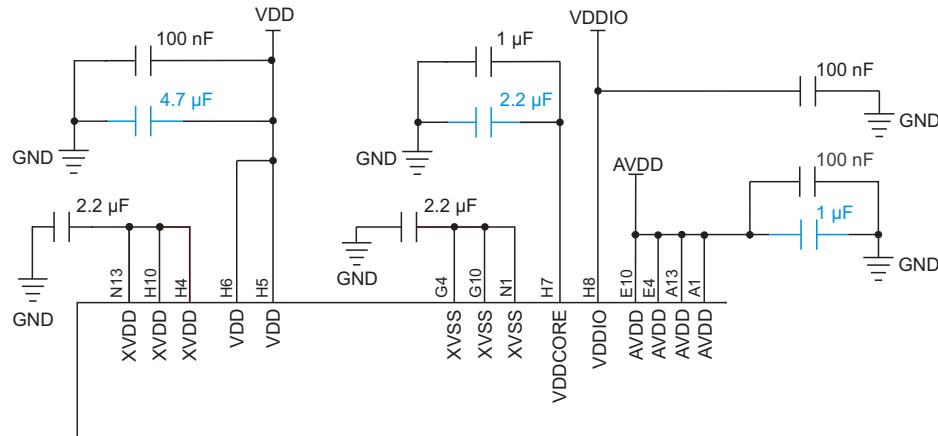 VDD
VDDIO
100 nF
1 µF
100 nF
4.7 µF
2.2 µF
GND
GND
GND
AVDD
100 nF
2.2 µF
2.2 µF
1 µF
GND
GND
GND
N13
H10
H4
H6
H5
G4
G10
N1
H7
H8
E10
E4
A13
A1
XVDD
XVDD
XVDD
VDD
VDD
XVSS
XVSS
XVSS
VDDCORE
VDDIO
AVDD
AVDD
AVDD
AVDD